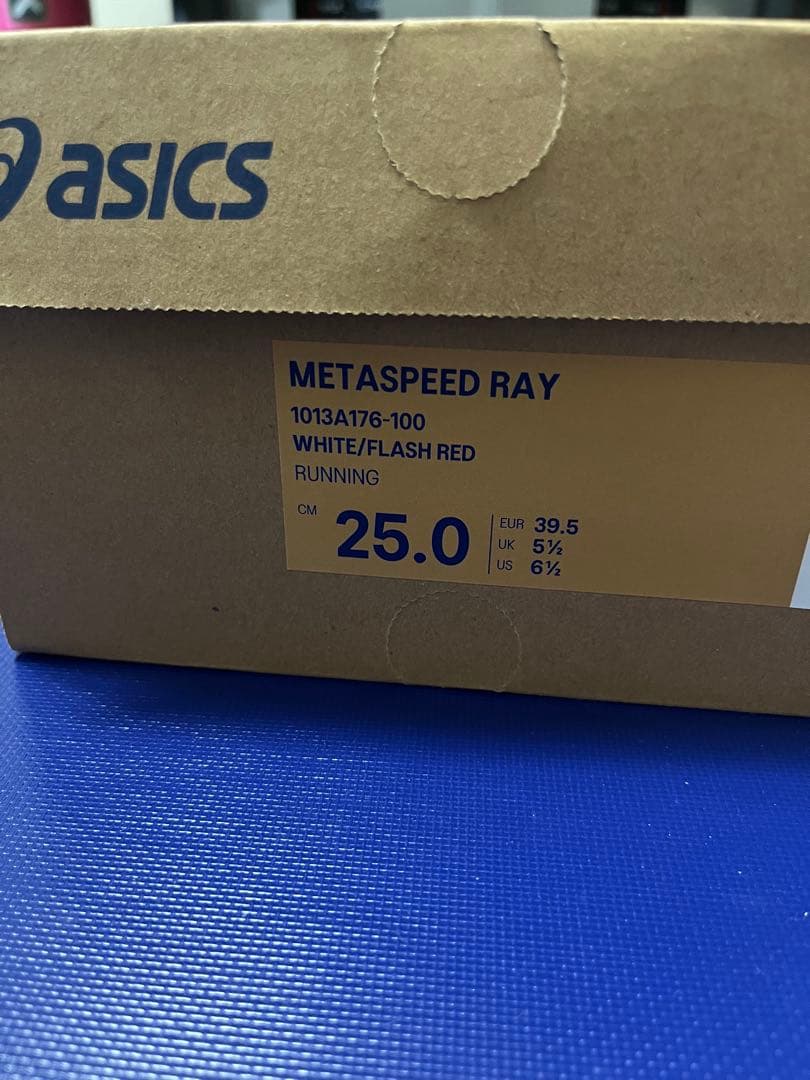 asics
METASPEED RAY
1013A176-100
WHITE/FLASH RED
RUNNING
CM 25.0
EUR 39.5
UK 5½
US 6½